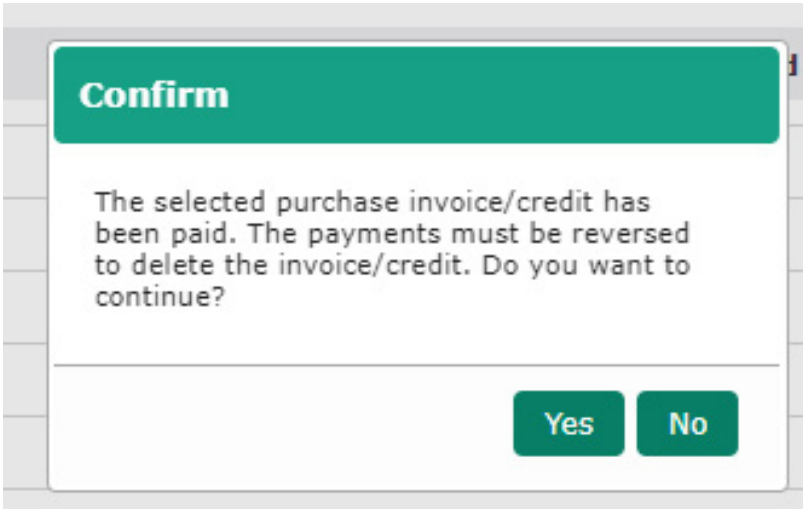 Confirm
The selected purchase invoice/credit has
been paid. The payments must be reversed
to delete the invoice/credit. Do you want to
continue?
Yes No